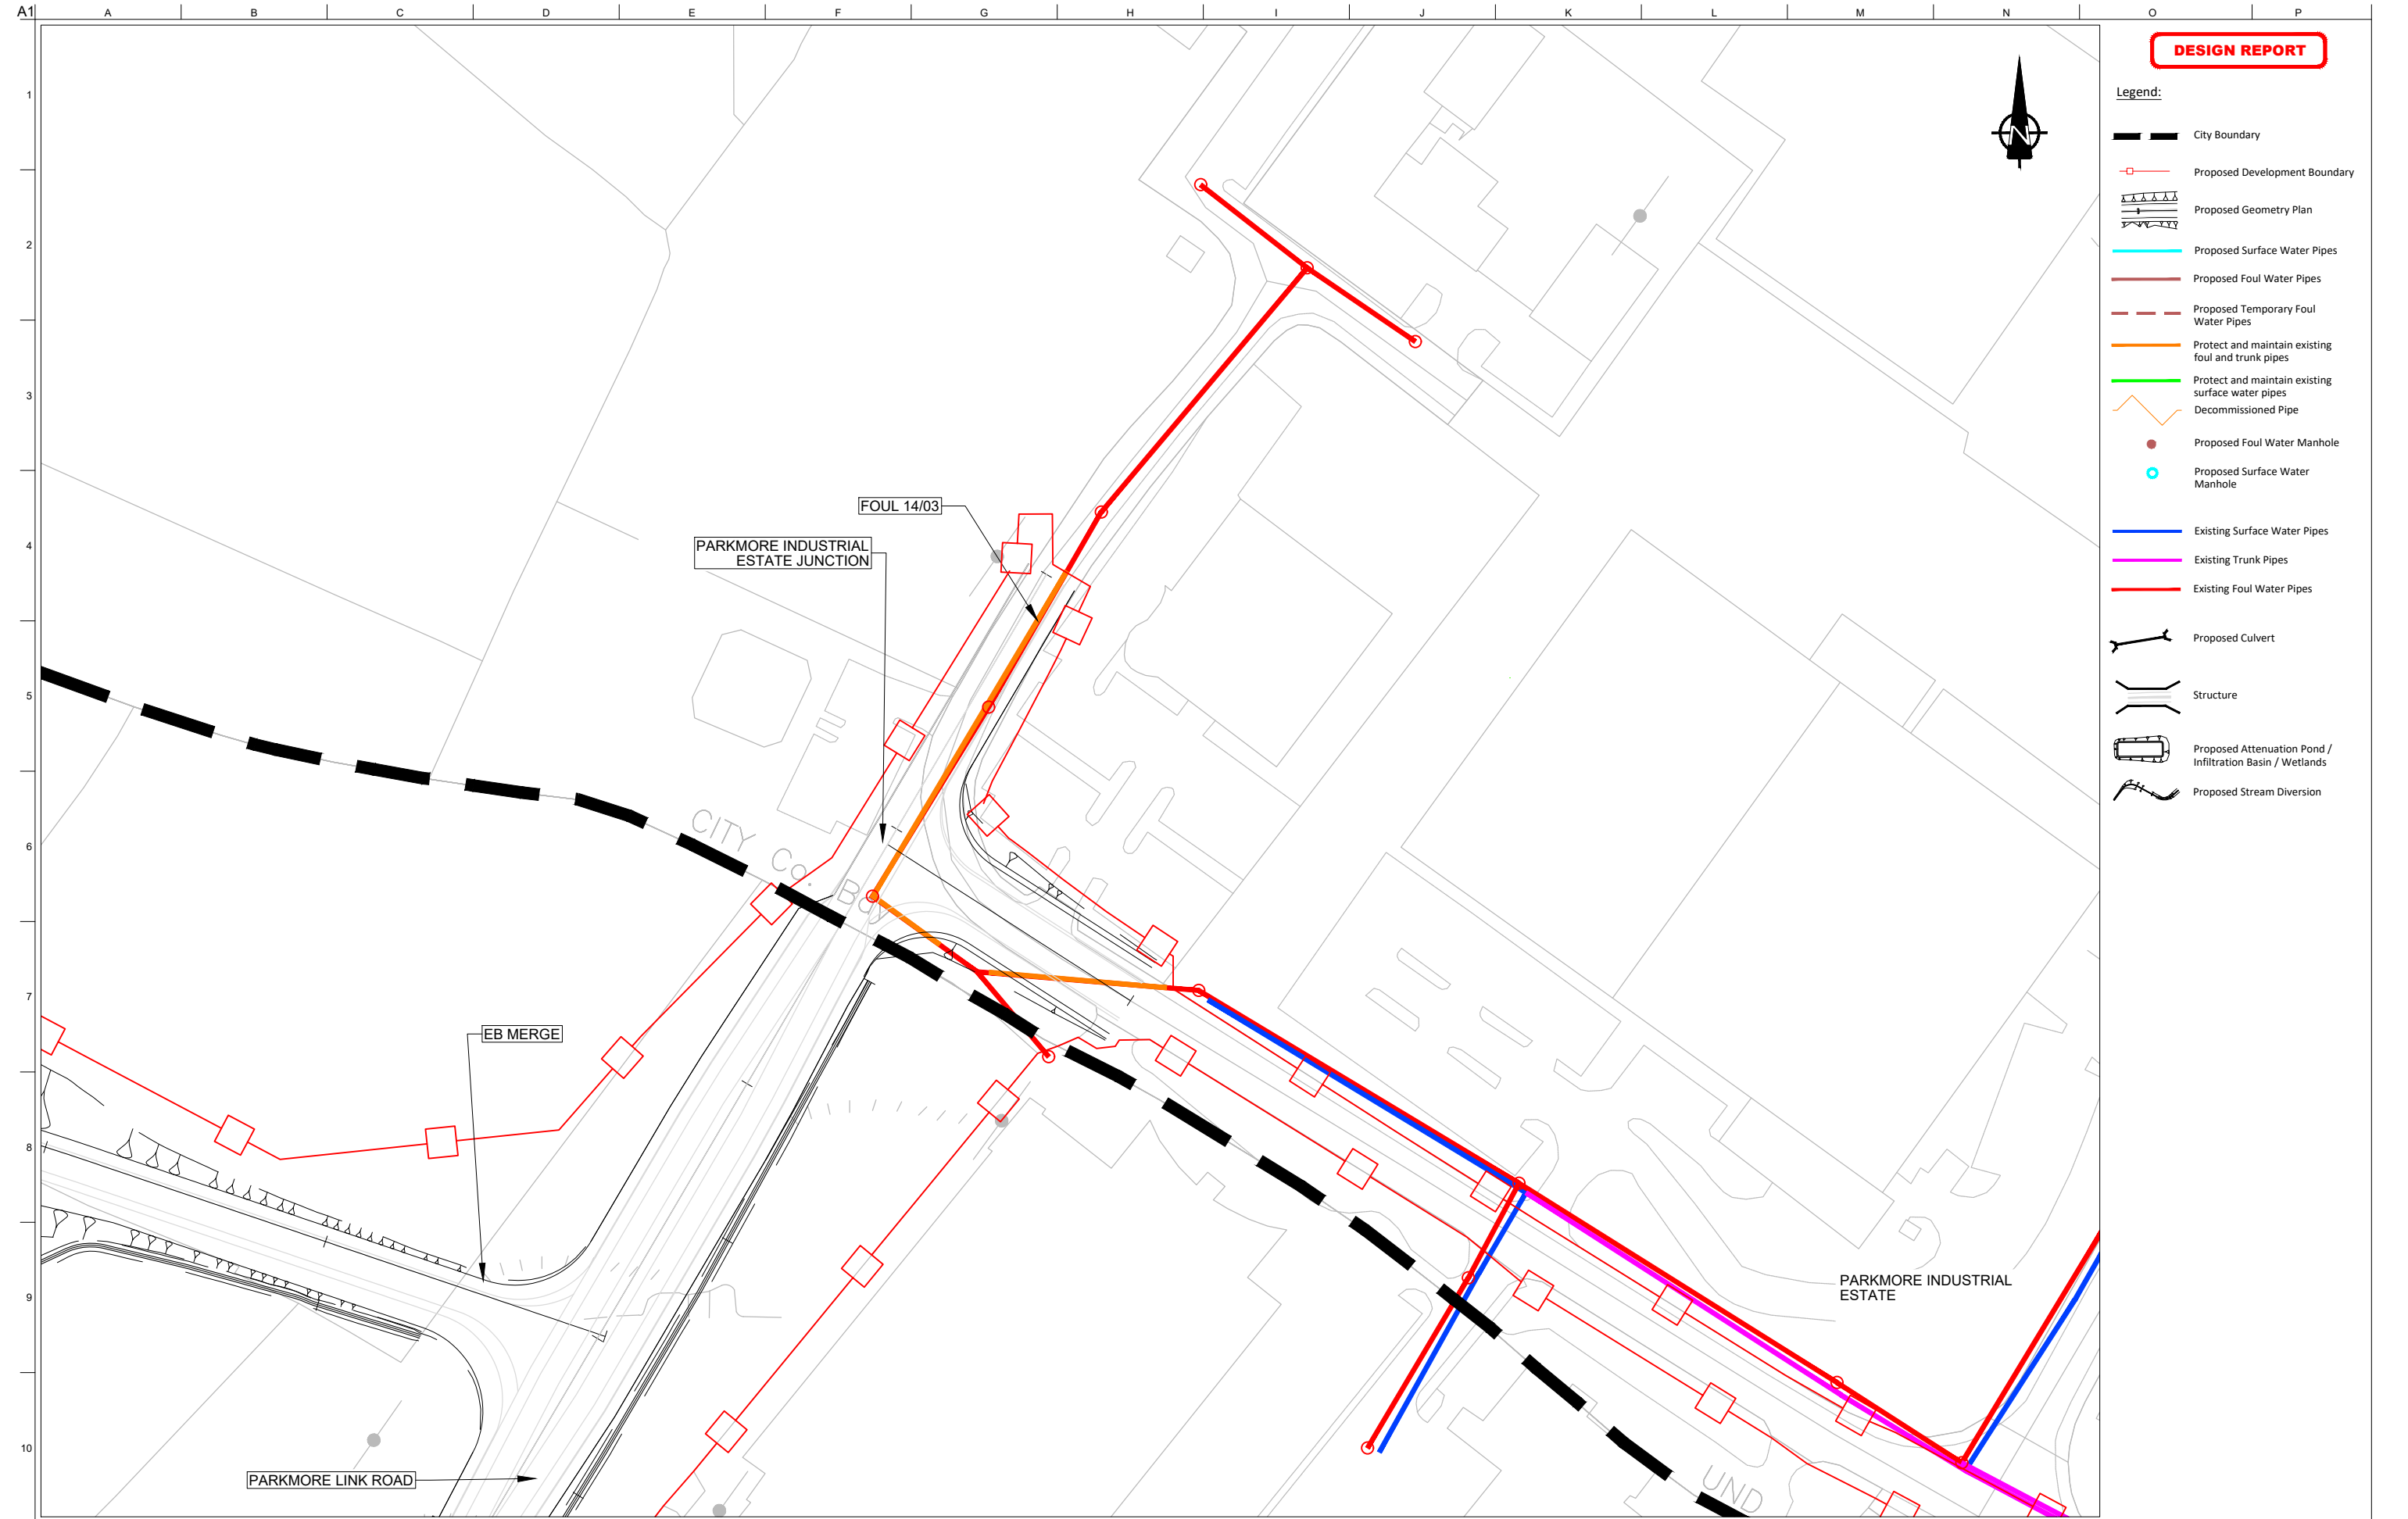 A1
A B C D E F G H I J K L M N O P
1
2
3
4
5
6
7
8
9
10
FOUL 14/03
PARKMORE INDUSTRIAL
ESTATE JUNCTION
CITY Co. Bdy
EB MERGE
PARKMORE LINK ROAD
PARKMORE INDUSTRIAL
ESTATE
UND
N
DESIGN REPORT
Legend:
City Boundary
Proposed Development Boundary
Proposed Geometry Plan
Proposed Surface Water Pipes
Proposed Foul Water Pipes
Proposed Temporary Foul
Water Pipes
Protect and maintain existing
foul and trunk pipes
Protect and maintain existing
surface water pipes
Decommissioned Pipe
Proposed Foul Water Manhole
Proposed Surface Water
Manhole
Existing Surface Water Pipes
Existing Trunk Pipes
Existing Foul Water Pipes
Proposed Culvert
Structure
Proposed Attenuation Pond /
Infiltration Basin / Wetlands
Proposed Stream Diversion